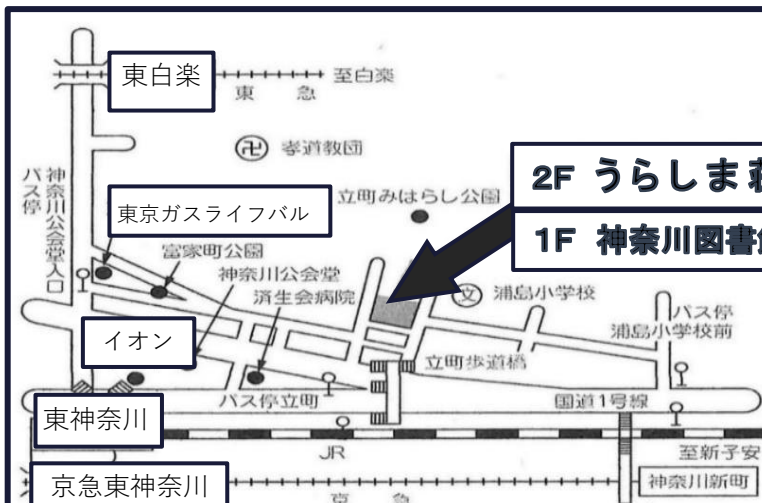 東白楽
至白楽
東 急
卍 孝道教団
神奈川公会堂入口
バス停
東京ガスライフバル
立町みはらし公園
2F うらしま荘
1F 神奈川図書館
富家町公園
神奈川公会堂
済生会病院
文 浦島小学校
バス停
浦島小学校前
イオン
立町歩道橋
バス停立町
国道1号線
東神奈川
JR
至新子安
京急東神奈川
京 急
神奈川新町